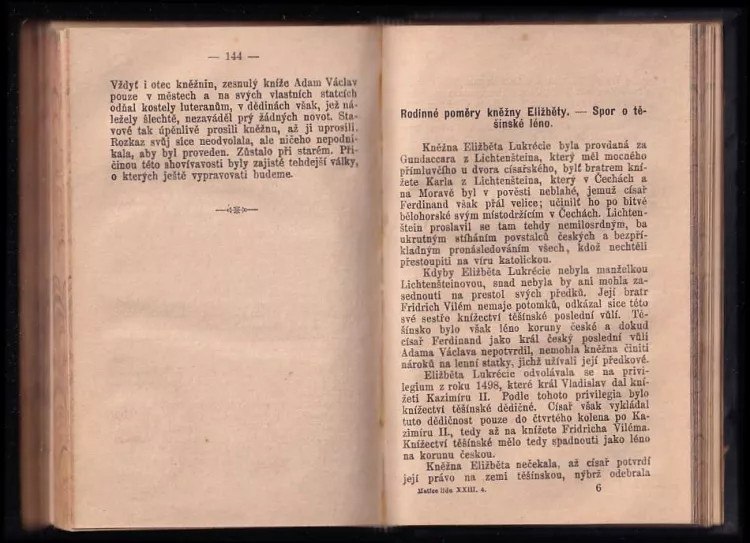 — 144 —
Vždyť i otec kněžnin, zesnulý kníže Adam Václav
pouze v městech a na svých vlastních statcích
odňal kostely luteranům, v dědinách však, jež ná-
ležely šlechtě, nezaváděl prý žádných novot. Sta-
vové tak úpěnlivě prosili kněžnu, až ji uprosili.
Rozkaz svůj sice neodvolala, ale ničeho nepodni-
kala, aby byl proveden. Zůstalo při starém. Pří-
činou této shovívavosti byly zajisté tehdejší války,
o kterých ještě vypravovati budeme.
Rodinné poměry kněžny Eližběty. — Spor o tě-
šínské léno.
Kněžna Eližběta Lukrécie byla provdaná za
Gundaccara z Lichtenšteina, který měl mocného
přímluvčího u dvora císařského, bylť bratrem kní-
žete Karla z Lichtenšteina, který v Čechách a
na Moravě byl v pověsti neblahé, jemuž císař
Ferdinand však přál velice; učinilť ho po bitvě
bělohorské svým místodržícím v Čechách. Lichten-
štein proslavil se tam tehdy nemilosrdným, ba
ukrutným stíháním povstalců českých a bezpří-
kladným pronásledováním všech, kdož nechtěli
přestoupiti na víru katolickou.
Kdyby Eližběta Lukrécie nebyla manželkou
Lichtenšteinovou, snad nebyla by ani mohla za-
sednouti na prestol svých předků. Její bratr
Fridrich Vilém nemaje potomků, odkázal sice této
své sestře knížectví těšínské poslední vůlí. Tě-
šínsko bylo však léno koruny české a dokud
císař Ferdinand jako král český poslední vůli
Adama Václava nepotvrdil, nemohla kněžna činiti
nároků na lenní statky, jichž užívali její předkové.
Eližběta Lukrécie odvolávala se na privi-
legium z roku 1498, které král Vladislav dal kní-
žeti Kazimíru II. Podle tohoto privilegia bylo
knížectví těšínské dědičné. Císař však vykládal
tuto dědičnost pouze do čtvrtého kolena po Ka-
zimíru II., tedy až na knížete Fridricha Viléma.
Knížectví těšínské mělo tedy spadnouti jako léno
na korunu českou.
Kněžna Eližběta nečekala, až císař potvrdí
její právo na zemi těšínskou, nýbrž odebrala
Matice lidu XXIII. 4.
6